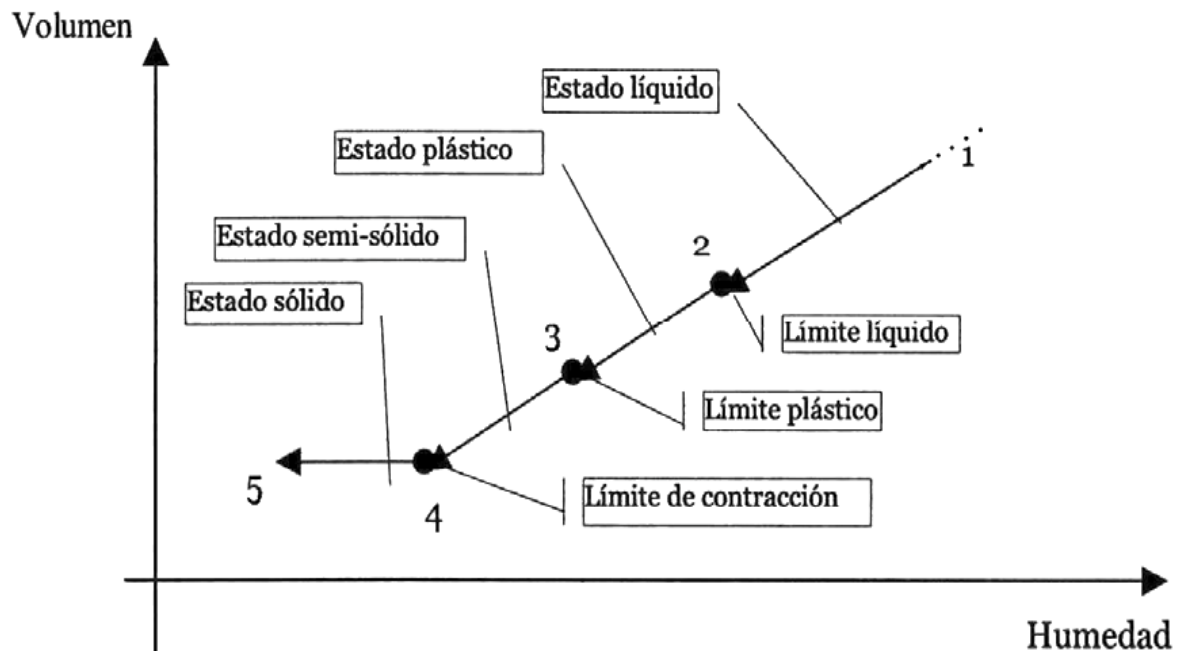 Volumen
Estado líquido
Estado plástico
1
Estado semi-sólido
2
Estado sólido
3
Límite líquido
Límite plástico
5
4
Límite de contracción
Humedad